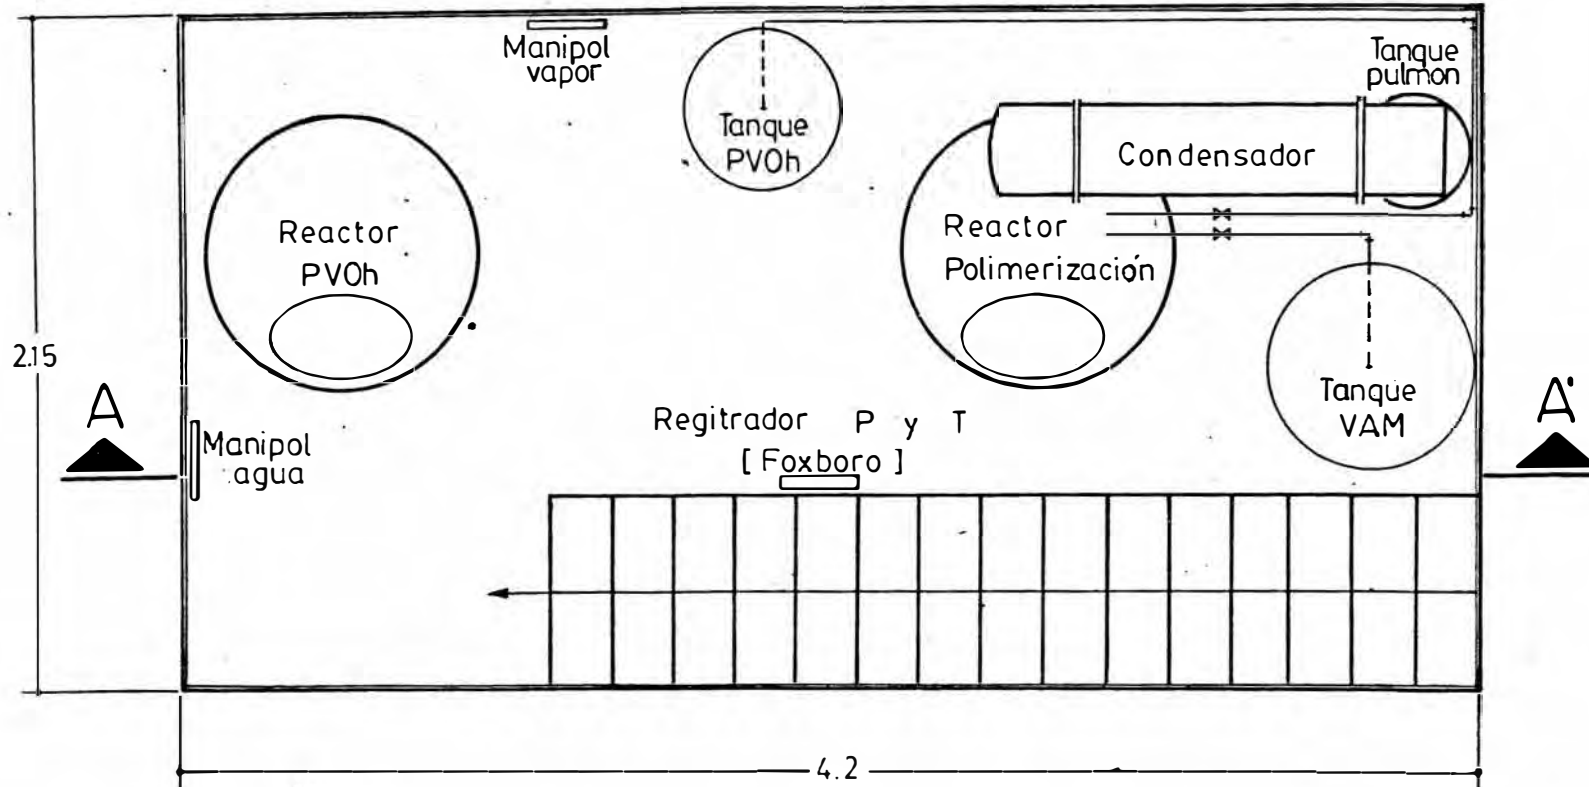 Manipol
vapor
Tanque
pulmon
Tanque
PVOh
Condensador
Reactor
PVOh
Reactor
Polimerización
2.15
A
A'
Manipol
agua
Regitrador P y T
[ Foxboro ]
Tanque
VAM
4.2